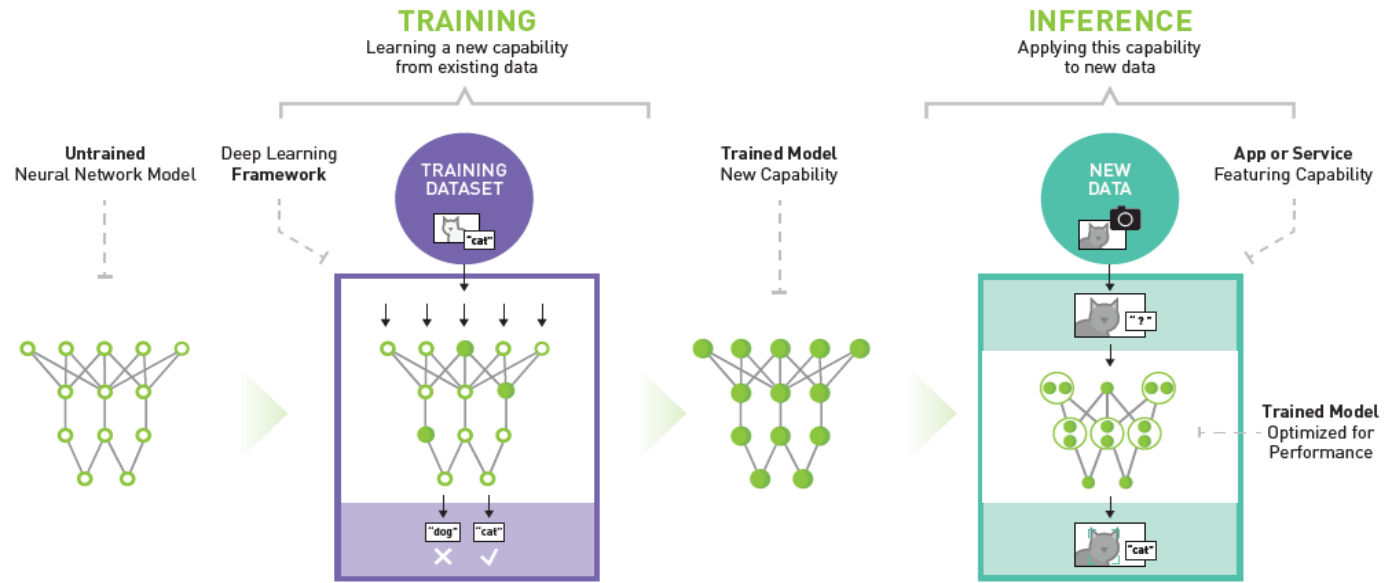 TRAINING
Learning a new capability
from existing data
INFERENCE
Applying this capability
to new data
Untrained
Neural Network Model
Deep Learning
Framework
TRAINING
DATASET
"cat"
Trained Model
New Capability
NEW
DATA
App or Service
Featuring Capability
"?"
Trained Model
Optimized for
Performance
"dog"
"cat"
"cat"